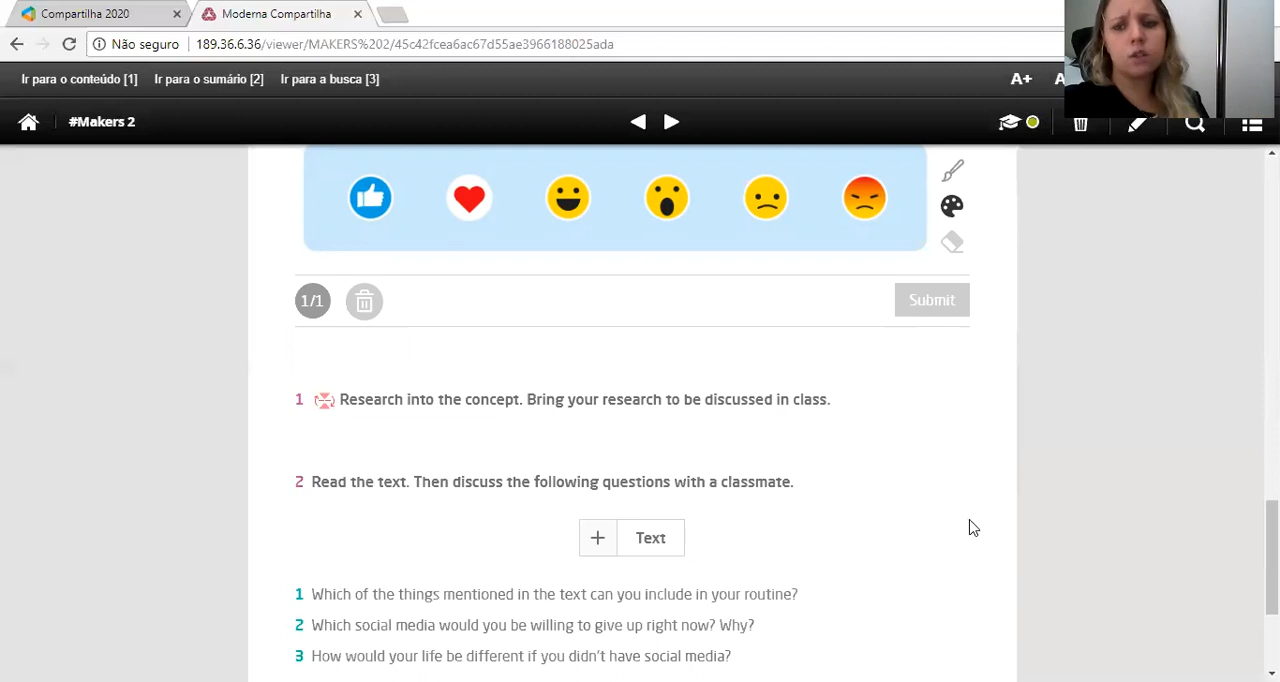 Compartilha 2020
Moderna Compartilha
Não seguro
189.36.6.36/viewer/MAKERS%202/45c42fcea6ac67d55ae3966188025ada
Ir para o conteúdo [1]
Ir para o sumário [2]
Ir para a busca [3]
A+
#Makers 2
1/1
Submit
1 Research into the concept. Bring your research to be discussed in class.
2 Read the text. Then discuss the following questions with a classmate.
+ Text
1 Which of the things mentioned in the text can you include in your routine?
2 Which social media would you be willing to give up right now? Why?
3 How would your life be different if you didn't have social media?